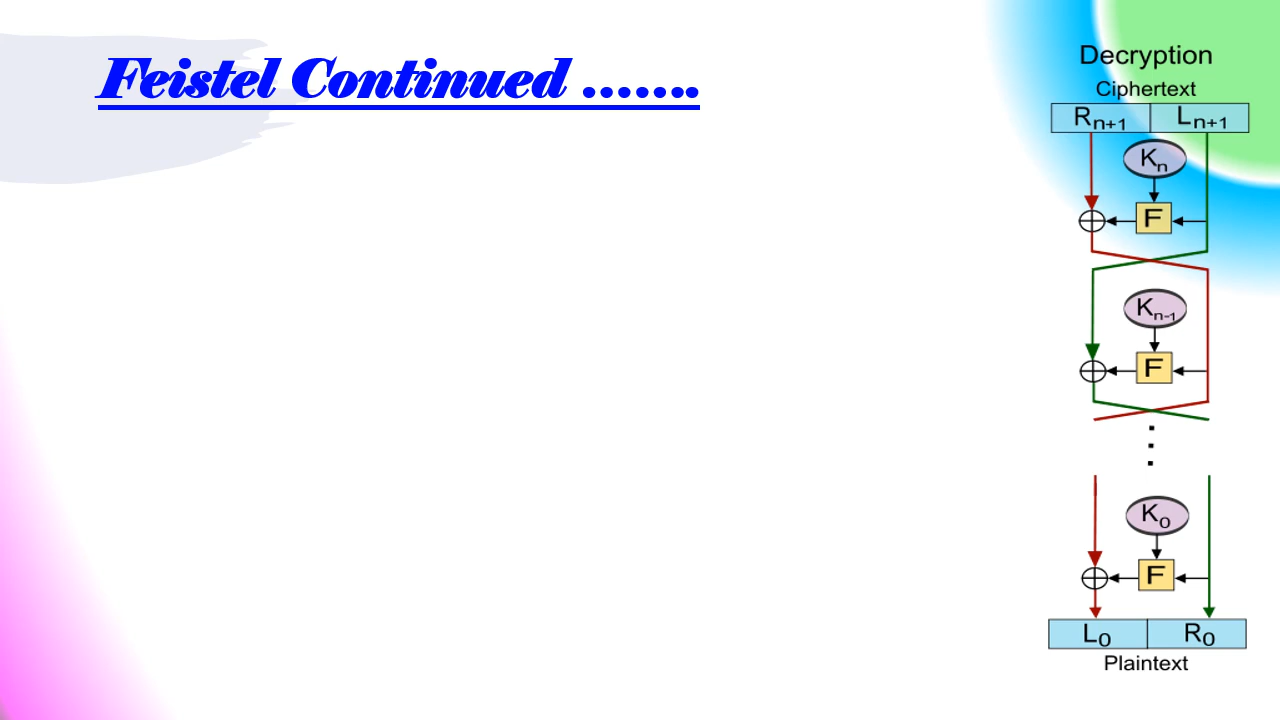 Feistel Continued .......
Decryption
Ciphertext
Rn+1 Ln+1
Kn
F
Kn-1
F
K0
F
L0 R0
Plaintext